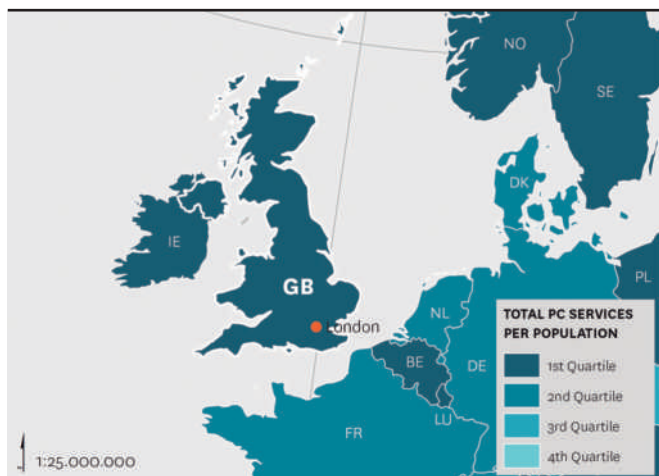 NO
SE
DK
IE
GB
PL
London
NL
BE
DE
LU
FR
TOTAL PC SERVICES
PER POPULATION
1st Quartile
2nd Quartile
3rd Quartile
4th Quartile
1:25.000.000